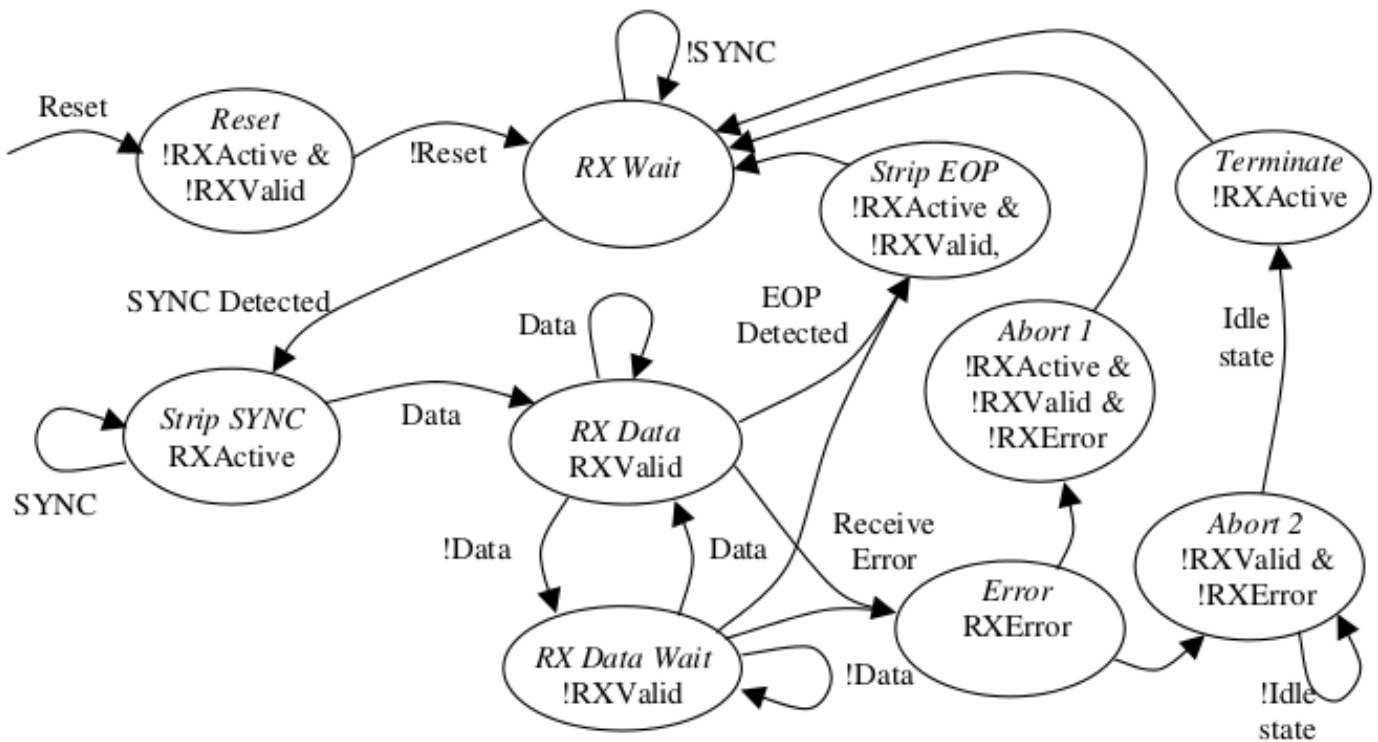 !SYNC
Reset
Reset
!RXActive &
!RXValid
!Reset
RX Wait
Strip EOP
!RXActive &
!RXValid,
Terminate
!RXActive
SYNC Detected
EOP
Detected
Data
Abort 1
!RXActive &
!RXValid &
!RXError
Idle
state
Strip SYNC
RXActive
SYNC
Data
RX Data
RXValid
!Data
Data
Receive
Error
Error
RXError
Abort 2
!RXValid &
!RXError
RX Data Wait
!RXValid
!Data
!Idle
state